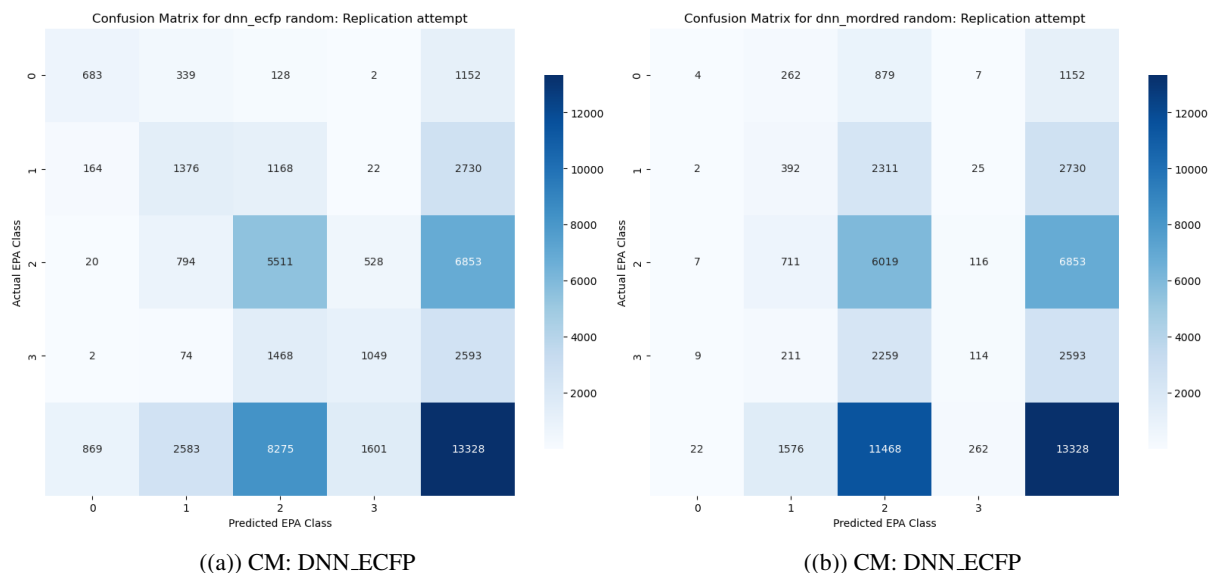 Confusion Matrix for dnn_ecfp random: Replication attempt
0 683 339 128 2 1152
1 164 1376 1168 22 2730
2 20 794 5511 528 6853
3 2 74 1468 1049 2593
869 2583 8275 1601 13328
0 1 2 3
Predicted EPA Class
Actual EPA Class
12000
10000
8000
6000
4000
2000
((a)) CM: DNN_ECFP
Confusion Matrix for dnn_mordred random: Replication attempt
0 4 262 879 7 1152
1 2 392 2311 25 2730
2 7 711 6019 116 6853
3 9 211 2259 114 2593
22 1576 11468 262 13328
0 1 2 3
Predicted EPA Class
Actual EPA Class
12000
10000
8000
6000
4000
2000
((b)) CM: DNN_ECFP